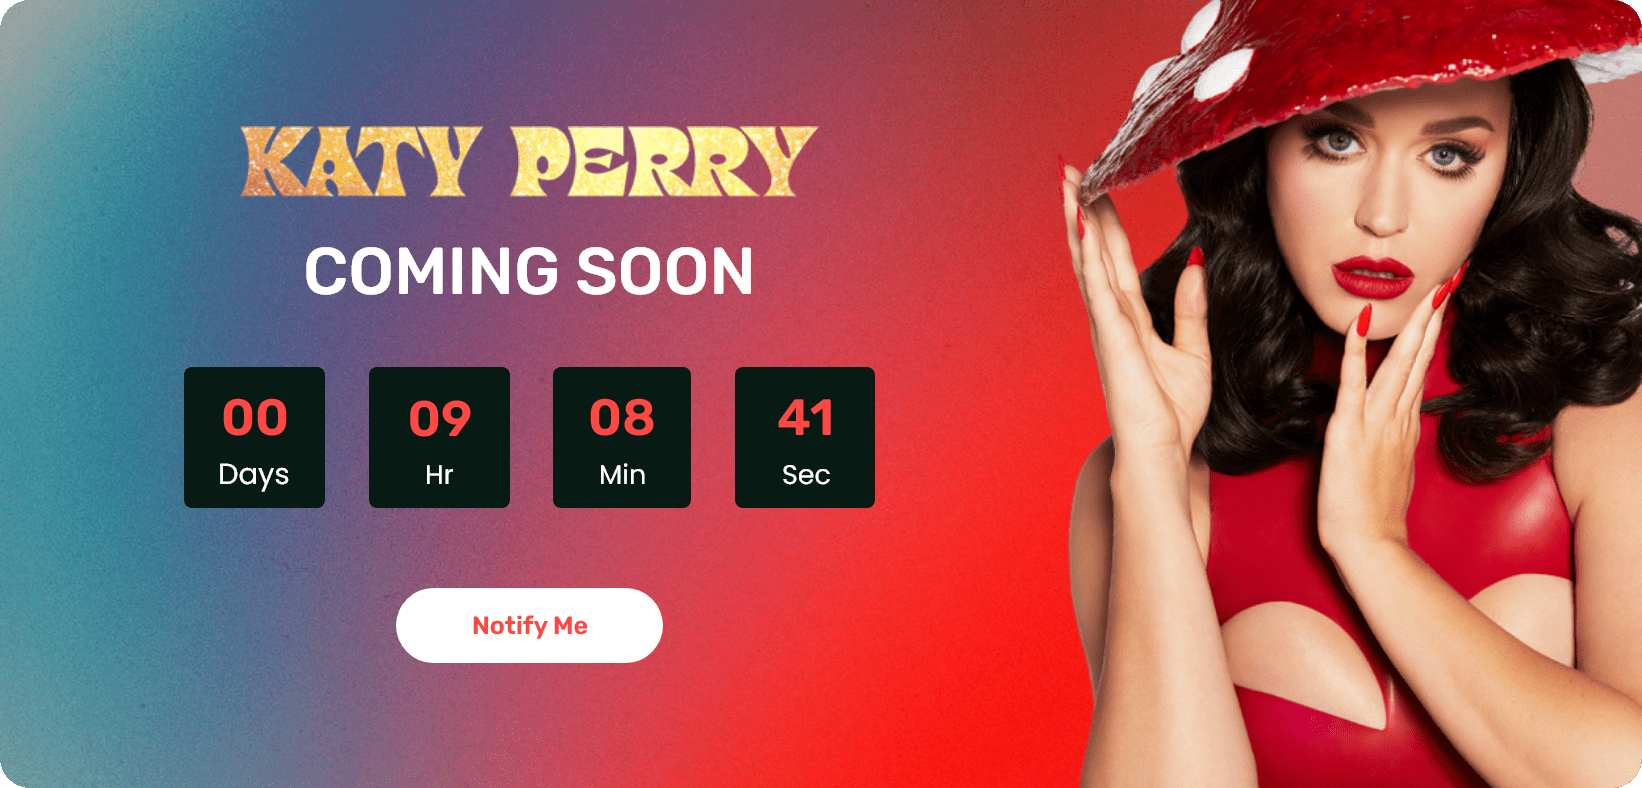 KATY PERRY
COMING SOON
00 09 08 41
Days Hr Min Sec
Notify Me